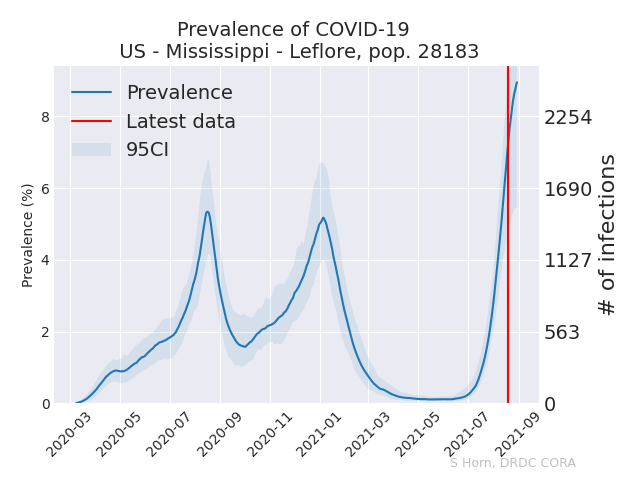 Prevalence of COVID-19
US - Mississippi - Leflore, pop. 28183
Prevalence
Latest data
95CI
Prevalence (%)
8
6
4
2
0
2254
1690
1127
563
0
# of infections
2020-03
2020-05
2020-07
2020-09
2020-11
2021-01
2021-03
2021-05
2021-07
2021-09
S Horn, DRDC CORA